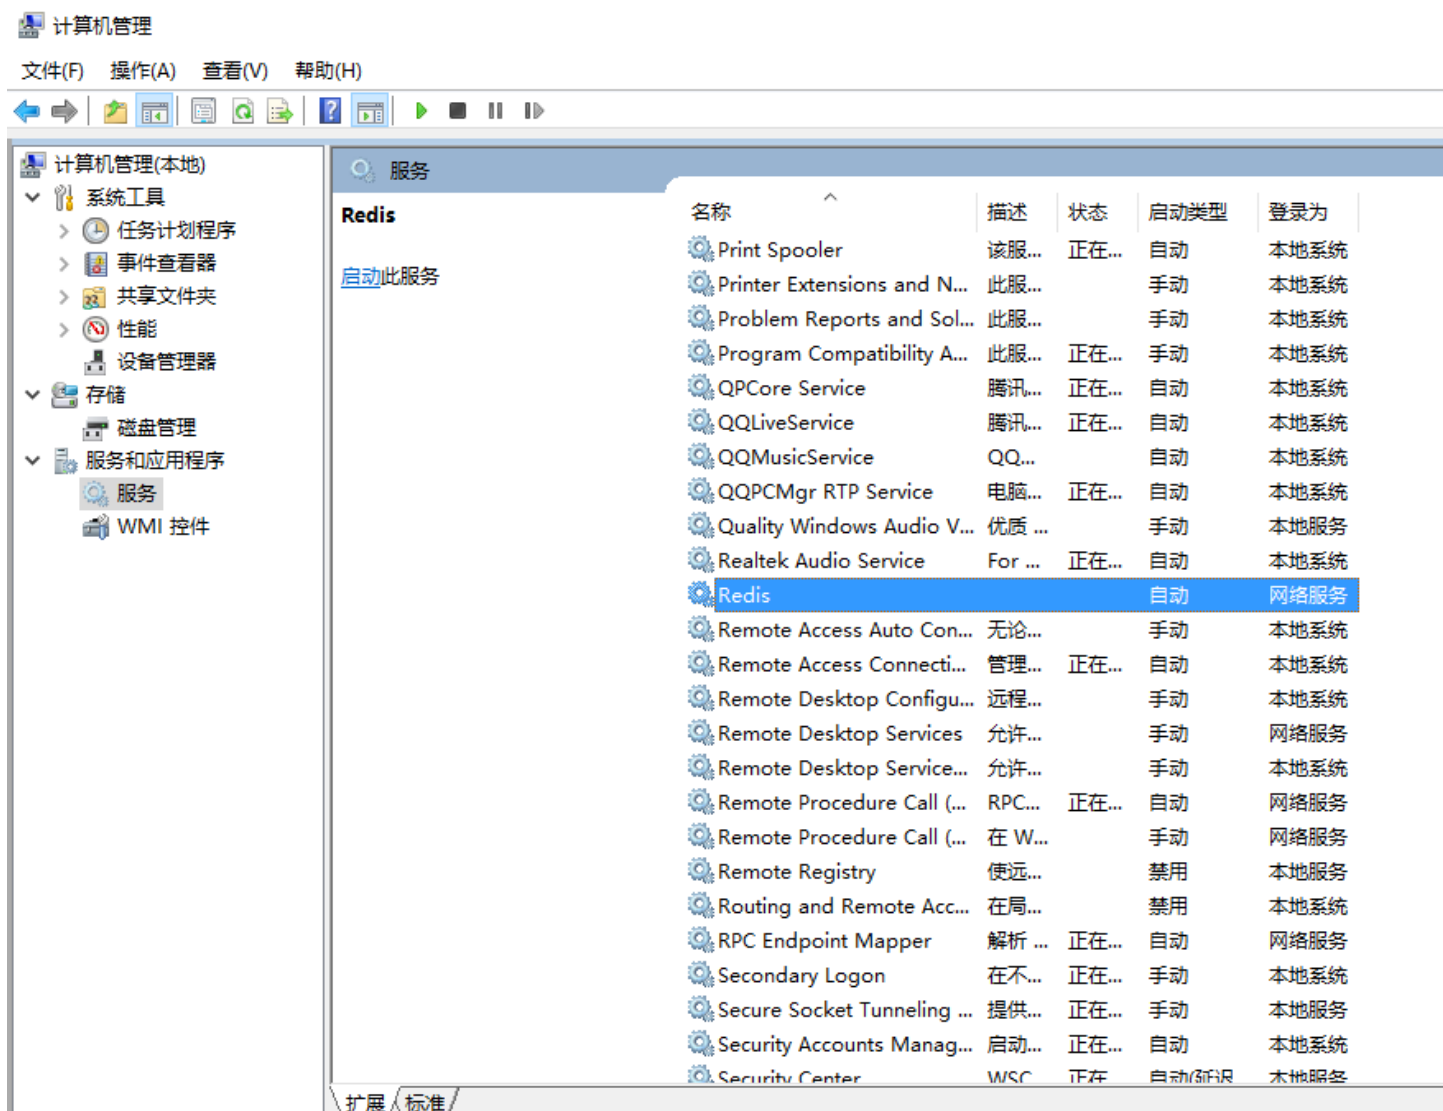 计算机管理
文件(F) 操作(A) 查看(V) 帮助(H)
计算机管理(本地)
系统工具
任务计划程序
事件查看器
共享文件夹
性能
设备管理器
存储
磁盘管理
服务和应用程序
服务
WMI 控件
服务
Redis
启动此服务
名称 描述 状态 启动类型 登录为
Print Spooler 该服... 正在... 自动 本地系统
Printer Extensions and N... 此服... 手动 本地系统
Problem Reports and Sol... 此服... 手动 本地系统
Program Compatibility A... 此服... 正在... 手动 本地系统
QPCore Service 腾讯... 正在... 自动 本地系统
QQLiveService 腾讯... 正在... 自动 本地系统
QQMusicService QQ... 自动 本地系统
QQPCMgr RTP Service 电脑... 正在... 自动 本地系统
Quality Windows Audio V... 优质 ... 手动 本地服务
Realtek Audio Service For ... 正在... 自动 本地系统
Redis 自动 网络服务
Remote Access Auto Con... 无论... 手动 本地系统
Remote Access Connecti... 管理... 正在... 自动 本地系统
Remote Desktop Configu... 远程... 手动 本地系统
Remote Desktop Services 允许... 手动 网络服务
Remote Desktop Service... 允许... 手动 本地系统
Remote Procedure Call (... RPC... 正在... 自动 网络服务
Remote Procedure Call (... 在 W... 手动 网络服务
Remote Registry 使远... 禁用 本地服务
Routing and Remote Acc... 在局... 禁用 本地系统
RPC Endpoint Mapper 解析 ... 正在... 自动 网络服务
Secondary Logon 在不... 正在... 手动 本地系统
Secure Socket Tunneling ... 提供... 正在... 手动 本地服务
Security Accounts Manag... 启动... 正在... 自动 本地系统
Security Center WSC 正在 自动(延迟 本地服务
扩展 标准